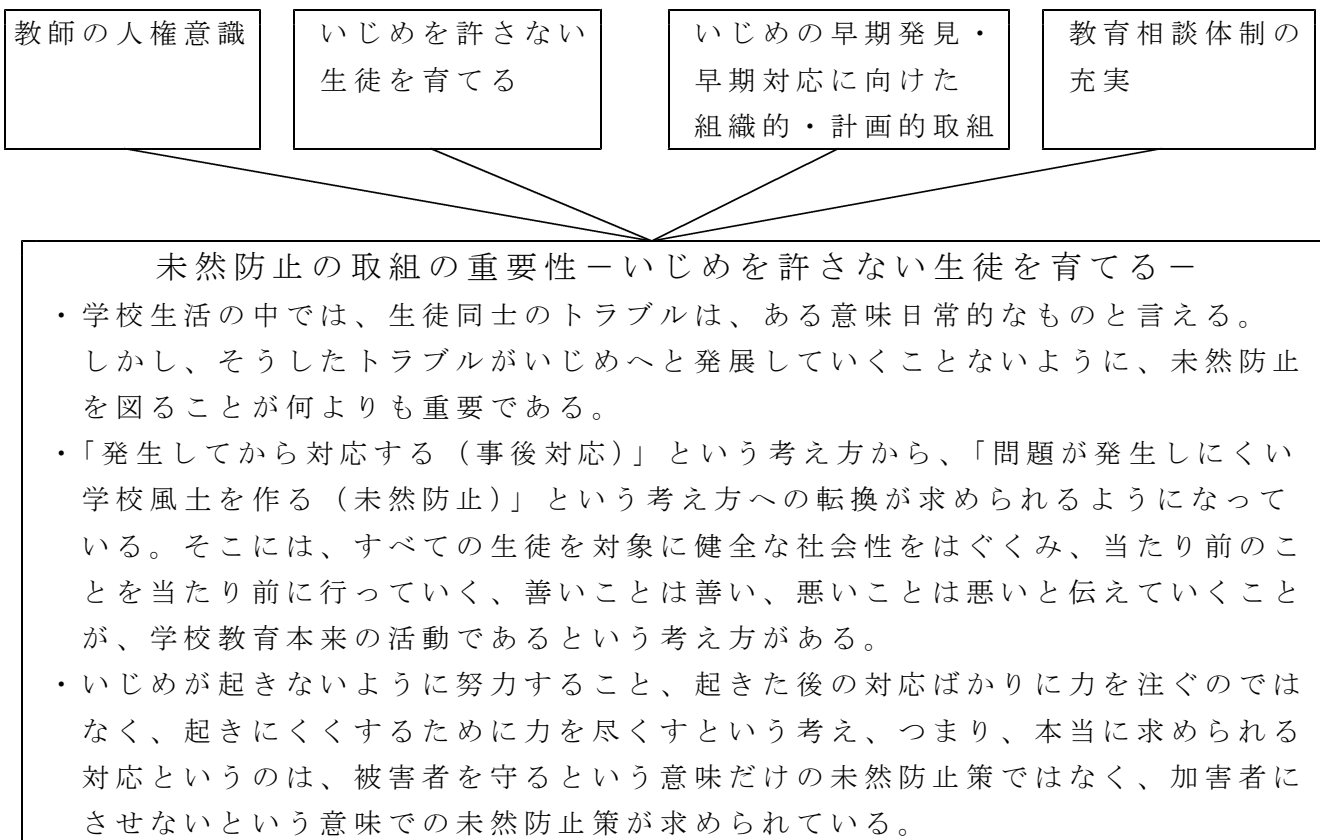 教師の人権意識
いじめを許さない
生徒を育てる
いじめの早期発見・
早期対応に向けた
組織的・計画的取組
教育相談体制の
充実
未然防止の取組の重要性－いじめを許さない生徒を育てる－
・学校生活の中では、生徒同士のトラブルは、ある意味日常的なものと言える。
しかし、そうしたトラブルがいじめへと発展していくことないように、未然防止
を図ることが何よりも重要である。
・「発生してから対応する（事後対応）」という考え方から、「問題が発生しにくい
学校風土を作る（未然防止）」という考え方への転換が求められるようになって
いる。そこには、すべての生徒を対象に健全な社会性をはぐくみ、当たり前のこ
とを当たり前に行っていく、善いことは善い、悪いことは悪いと伝えていくこと
が、学校教育本来の活動であるという考え方がある。
・いじめが起きないように努力すること、起きた後の対応ばかりに力を注ぐのでは
なく、起きにくくするために力を尽くすという考え、つまり、本当に求められる
対応というのは、被害者を守るという意味だけの未然防止策ではなく、加害者に
させないという意味での未然防止策が求められている。